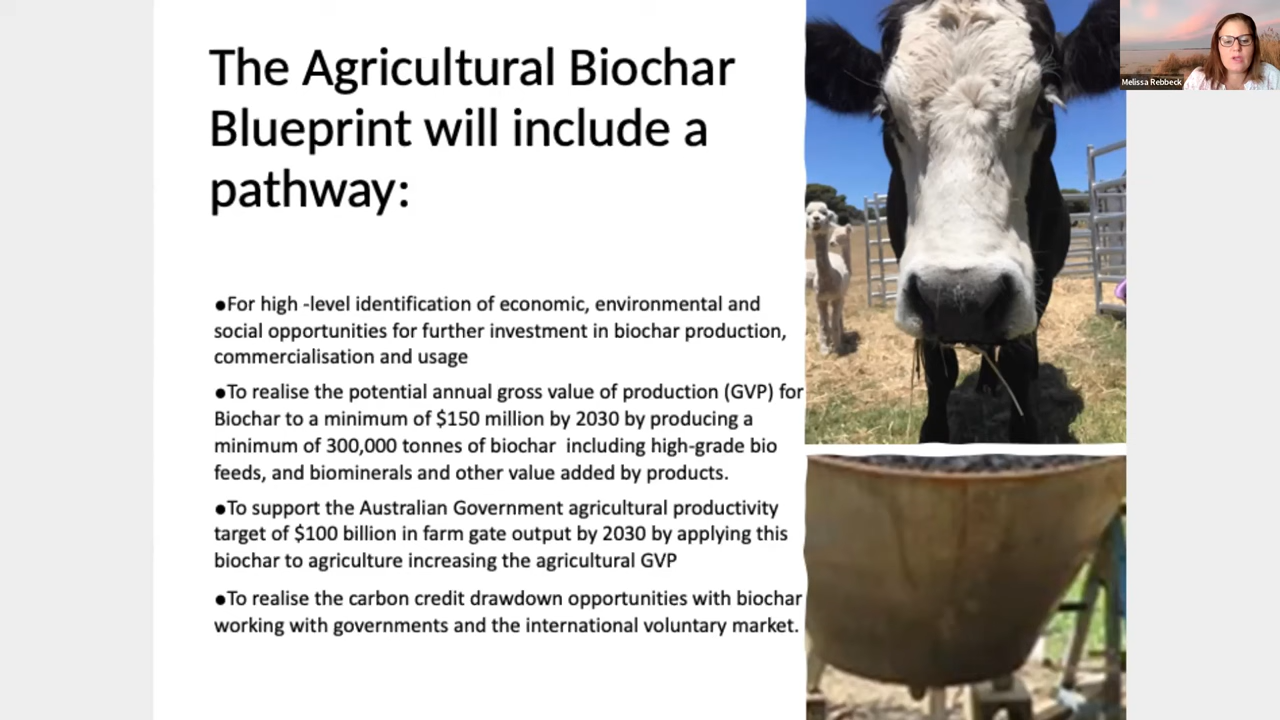 The Agricultural Biochar
Blueprint will include a
pathway:
●For high -level identification of economic, environmental and
social opportunities for further investment in biochar production,
commercialisation and usage
●To realise the potential annual gross value of production (GVP) for
Biochar to a minimum of $150 million by 2030 by producing a
minimum of 300,000 tonnes of biochar  including high-grade bio
feeds, and biominerals and other value added by products.
●To support the Australian Government agricultural productivity
target of $100 billion in farm gate output by 2030 by applying this
biochar to agriculture increasing the agricultural GVP
●To realise the carbon credit drawdown opportunities with biochar
working with governments and the international voluntary market.
Melissa Rebbeck